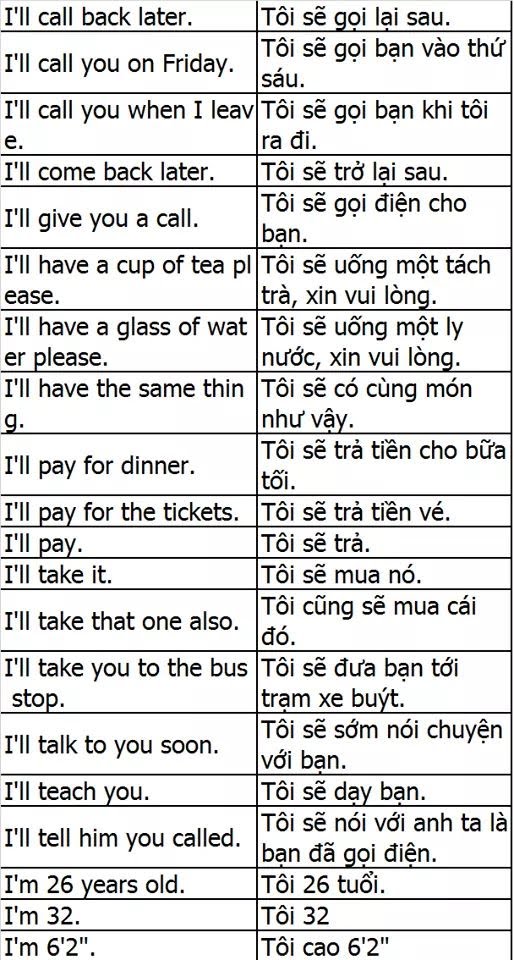 I'll call back later.
Tôi sẽ gọi lại sau.
I'll call you on Friday.
Tôi sẽ gọi bạn vào thứ
sáu.
I'll call you when I leav
e.
Tôi sẽ gọi bạn khi tôi
ra đi.
I'll come back later.
Tôi sẽ trở lại sau.
I'll give you a call.
Tôi sẽ gọi điện cho
bạn.
I'll have a cup of tea pl
ease.
Tôi sẽ uống một tách
trà, xin vui lòng.
I'll have a glass of wat
er please.
Tôi sẽ uống một ly
nước, xin vui lòng.
I'll have the same thin
g.
Tôi sẽ có cùng món
như vậy.
I'll pay for dinner.
Tôi sẽ trả tiền cho bữa
tối.
I'll pay for the tickets.
Tôi sẽ trả tiền vé.
I'll pay.
Tôi sẽ trả.
I'll take it.
Tôi sẽ mua nó.
I'll take that one also.
Tôi cũng sẽ mua cái
đó.
I'll take you to the bus
stop.
Tôi sẽ đưa bạn tới
trạm xe buýt.
I'll talk to you soon.
Tôi sẽ sớm nói chuyện
với bạn.
I'll teach you.
Tôi sẽ dạy bạn.
I'll tell him you called.
Tôi sẽ nói với anh ta là
bạn đã gọi điện.
I'm 26 years old.
Tôi 26 tuổi.
I'm 32.
Tôi 32
I'm 6'2".
Tôi cao 6'2"